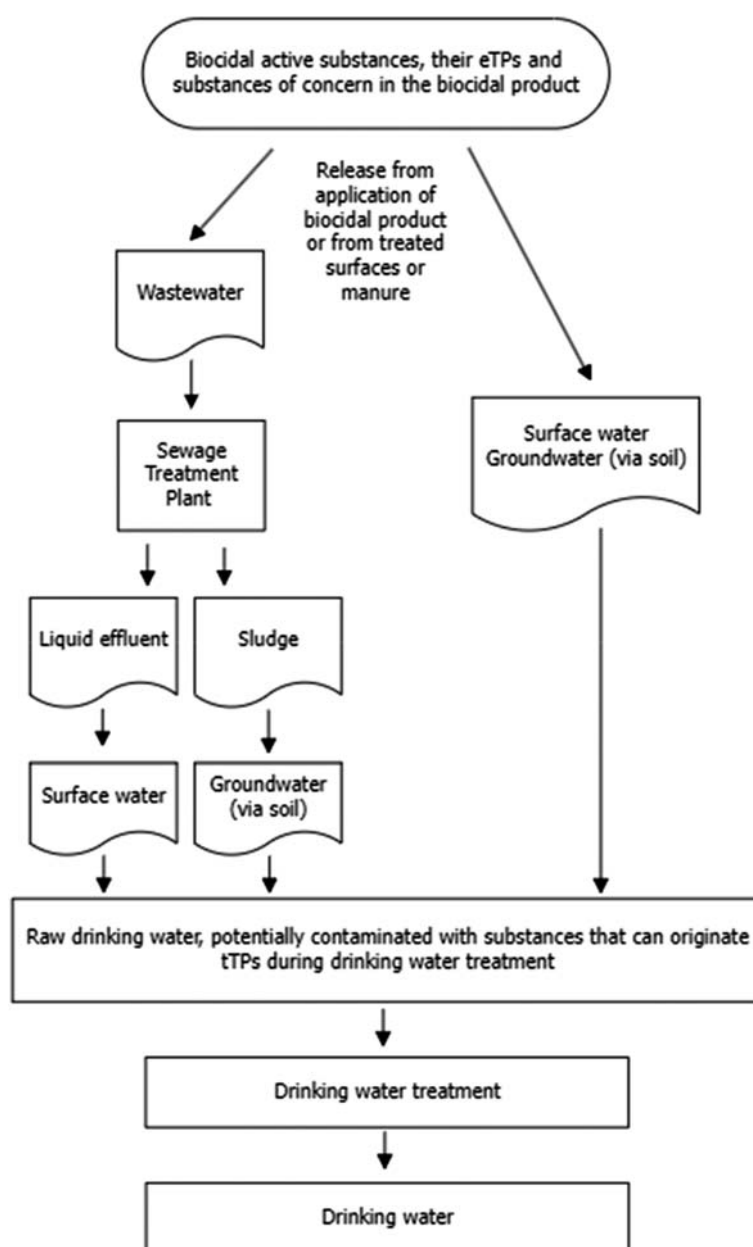 Biocidal active substances, their eTPs and
substances of concern in the biocidal product
Release from
application of
biocidal product
or from treated
surfaces or
manure
Wastewater
Surface water
Groundwater (via soil)
Sewage
Treatment
Plant
Liquid effluent
Sludge
Surface water
Groundwater
(via soil)
Raw drinking water, potentially contaminated with substances that can originate
tTPs during drinking water treatment
Drinking water treatment
Drinking water